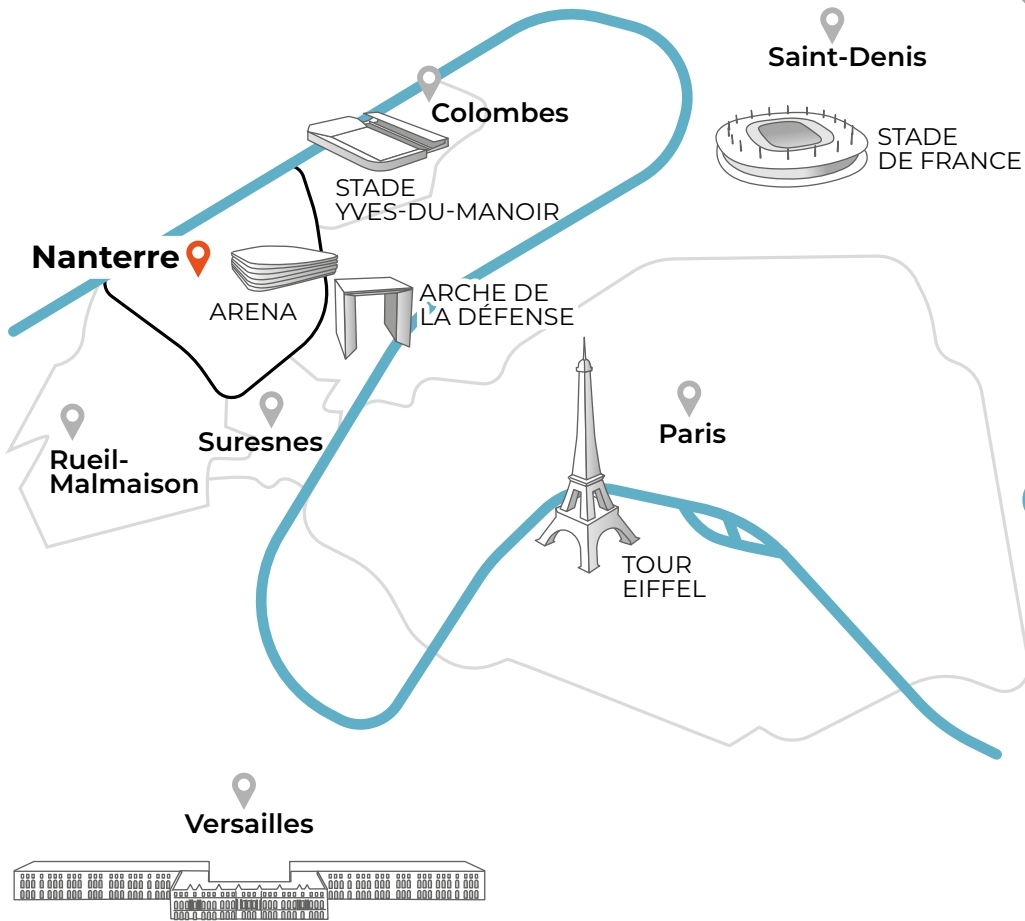 Saint-Denis
Colombes
STADE
DE FRANCE
STADE
YVES-DU-MANOIR
Nanterre
ARENA
ARCHE DE
LA DÉFENSE
Paris
Suresnes
Rueil-
Malmaison
TOUR
EIFFEL
Versailles